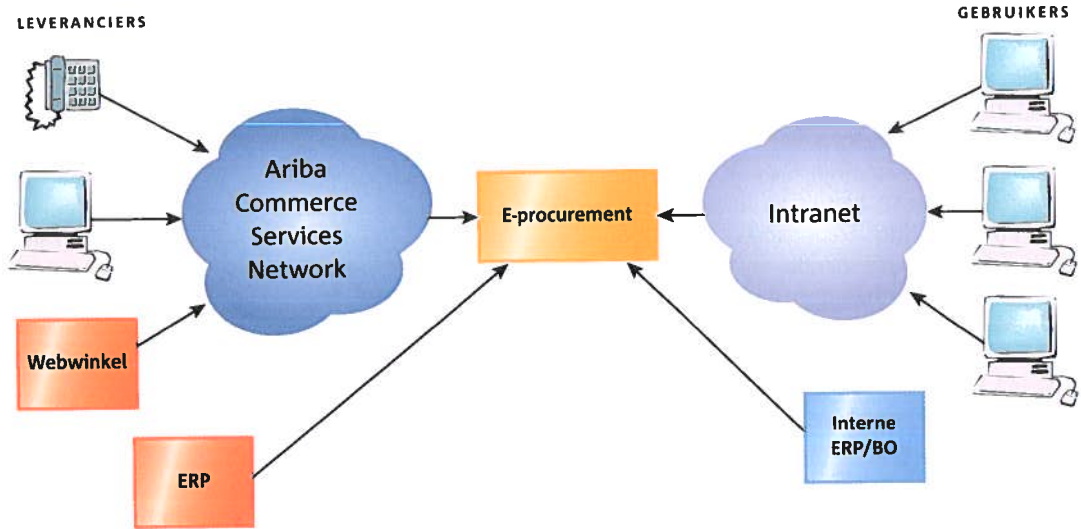 LEVERANCIERS
GEBRUIKERS
Ariba
Commerce
Services
Network
E-procurement
Intranet
Webwinkel
ERP
Interne
ERP/BO